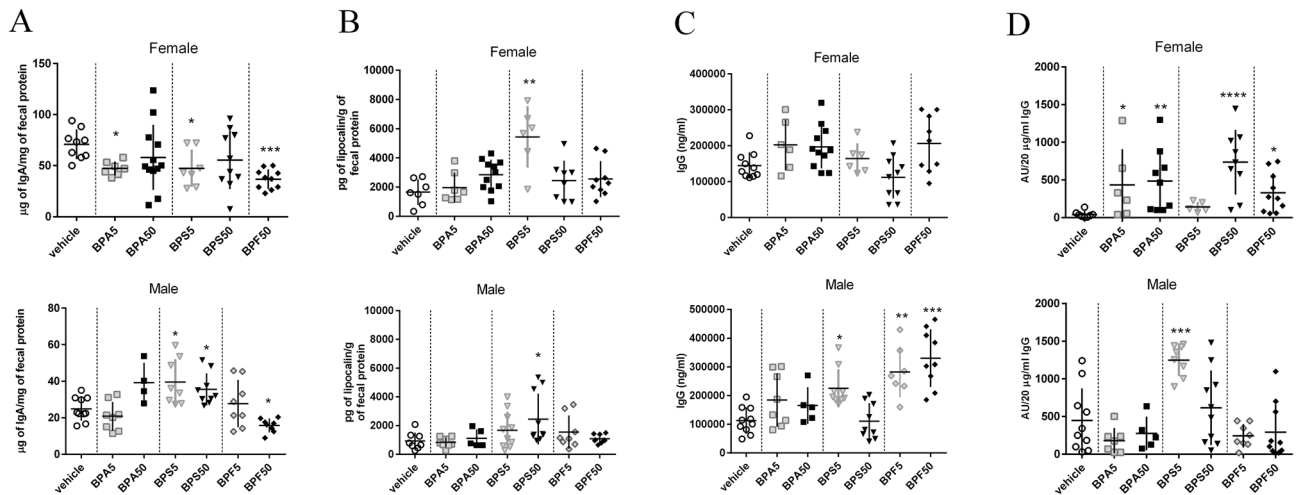 A
Female
µg of IgA/mg of fecal protein
150
100
50
0
*
*
***
vehicle
BPA5
BPA50
BPS5
BPS50
BPF50
Male
µg of IgA/mg of fecal protein
80
60
40
20
0
*
*
*
vehicle
BPA5
BPA50
BPS5
BPS50
BPF5
BPF50
B
Female
pg of lipocalin/g of
fecal protein
10000
8000
6000
4000
2000
0
**
vehicle
BPA5
BPA50
BPS5
BPS50
BPF50
Male
pg of lipocalin/g
of fecal protein
10000
8000
6000
4000
2000
0
*
vehicle
BPA5
BPA50
BPS5
BPS50
BPF5
BPF50
C
Female
IgG (ng/ml)
400000
300000
200000
100000
0
vehicle
BPA5
BPA50
BPS5
BPS50
BPF50
Male
IgG (ng/ml)
500000
400000
300000
200000
100000
0
*
**
***
vehicle
BPA5
BPA50
BPS5
BPS50
BPF5
BPF50
D
Female
AU/20 µg/ml IgG
2000
1500
1000
500
0
*
**
****
*
vehicle
BPA5
BPA50
BPS5
BPS50
BPF50
Male
AU/20 µg/ml IgG
2000
1500
1000
500
0
***
vehicle
BPA5
BPA50
BPS5
BPS50
BPF5
BPF50